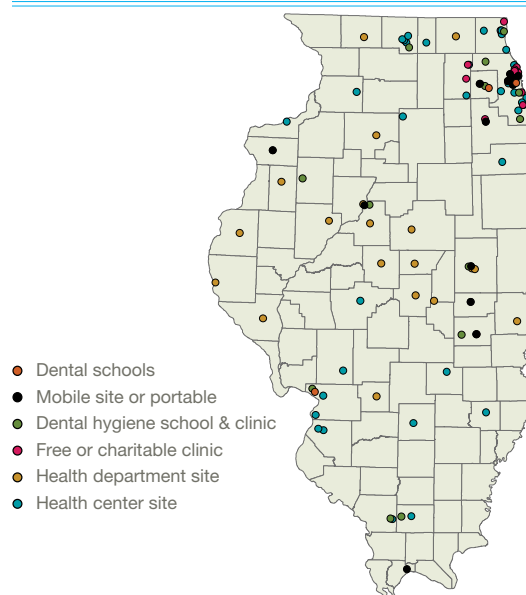 Dental schools
Mobile site or portable
Dental hygiene school & clinic
Free or charitable clinic
Health department site
Health center site